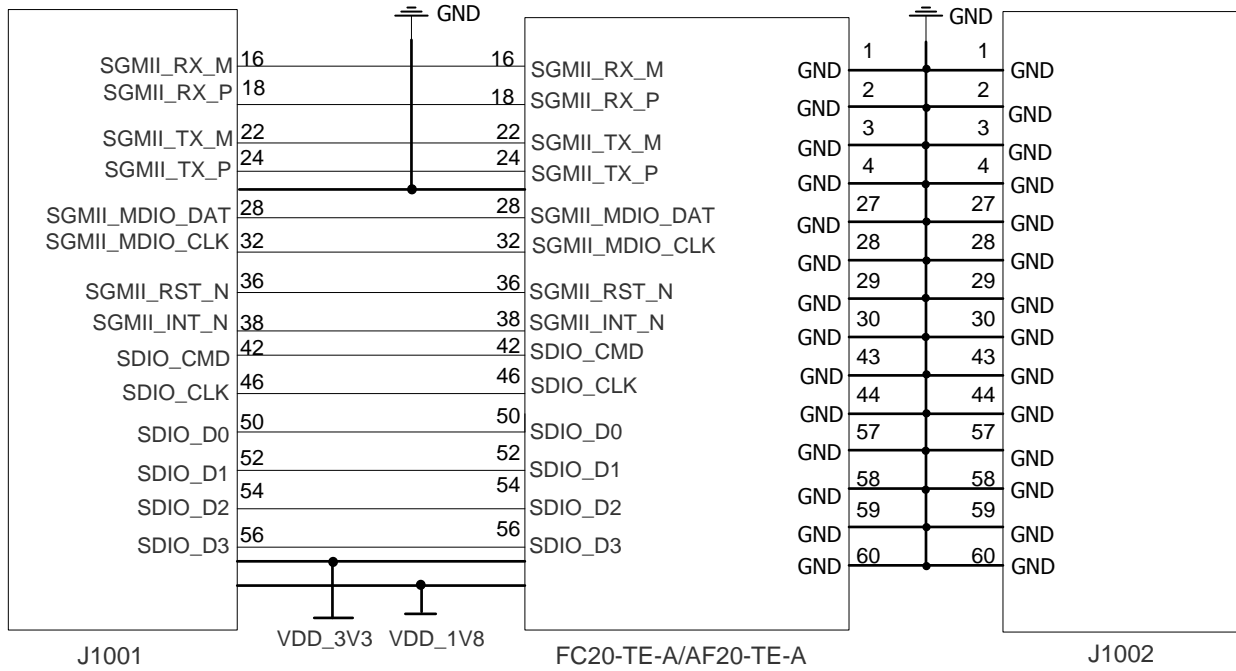 GND GND
16 16 1 1
SGMII_RX_M SGMII_RX_M GND GND
18 18 2 2
SGMII_RX_P SGMII_RX_P GND GND
22 22 3 3
SGMII_TX_M SGMII_TX_M GND GND
24 24 4 4
SGMII_TX_P SGMII_TX_P GND GND
28 28 27 27
SGMII_MDIO_DAT SGMII_MDIO_DAT GND GND
32 32 28 28
SGMII_MDIO_CLK SGMII_MDIO_CLK GND GND
36 36 29 29
SGMII_RST_N SGMII_RST_N GND GND
38 38 30 30
SGMII_INT_N SGMII_INT_N GND GND
42 42 43 43
SDIO_CMD SDIO_CMD GND GND
46 46 44 44
SDIO_CLK SDIO_CLK GND GND
50 50 57 57
SDIO_D0 SDIO_D0 GND GND
52 52 58 58
SDIO_D1 SDIO_D1 GND GND
54 54 59 59
SDIO_D2 SDIO_D2 GND GND
56 56 60 60
SDIO_D3 SDIO_D3 GND GND
VDD_3V3 VDD_1V8
J1001 FC20-TE-A/AF20-TE-A J1002